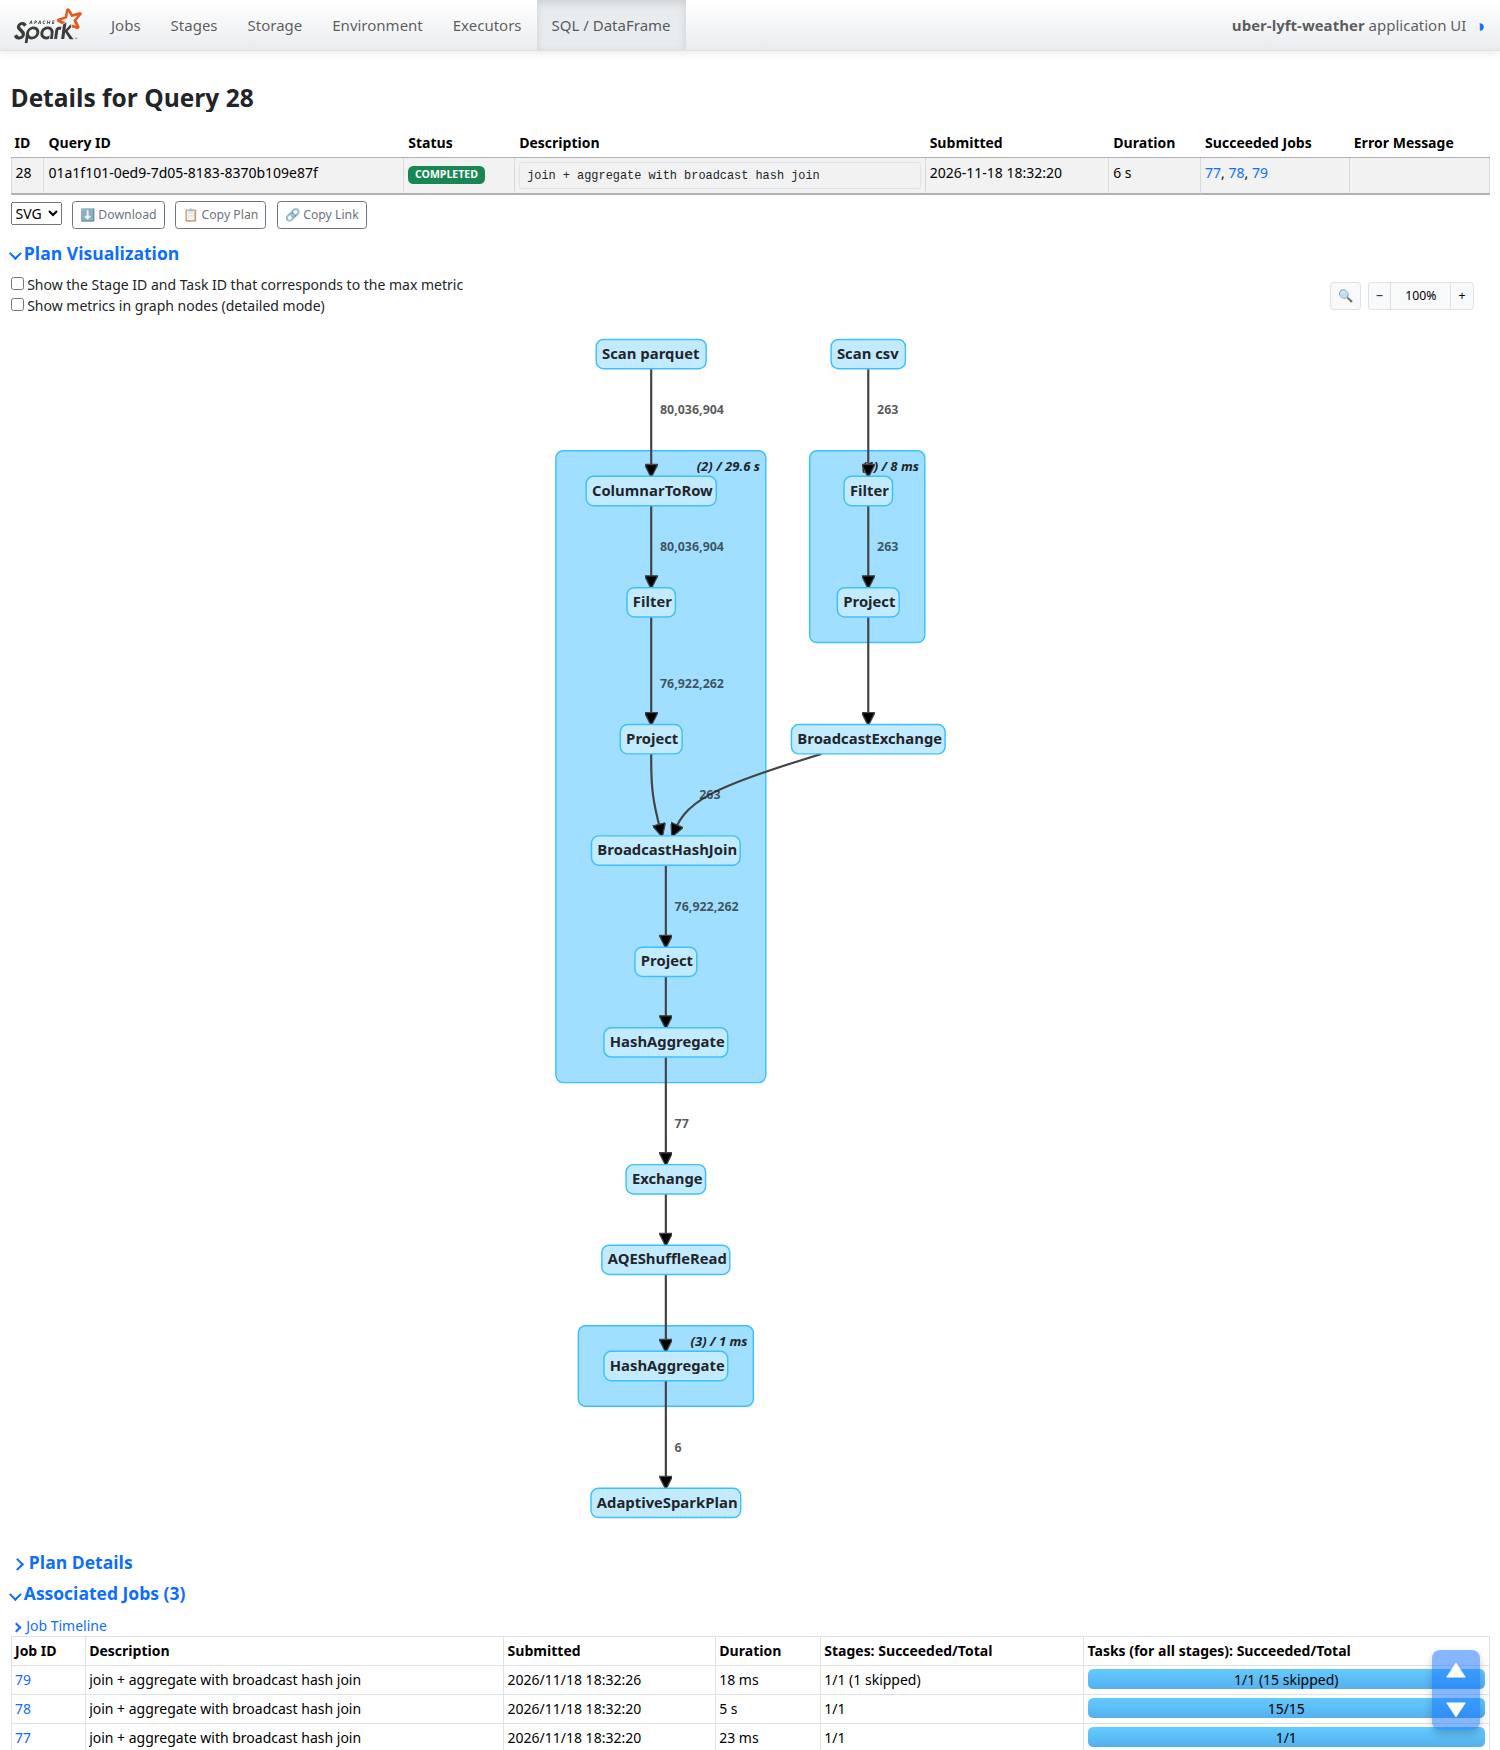 APACHE
Spark
Jobs Stages Storage Environment Executors SQL / DataFrame uber-lyft-weather application UI
Details for Query 28
ID Query ID Status Description Submitted Duration Succeeded Jobs Error Message
28 01a1f101-0ed9-7d05-8183-8370b109e87f COMPLETED join + aggregate with broadcast hash join 2026-11-18 18:32:20 6 s 77, 78, 79
SVG Download Copy Plan Copy Link
Plan Visualization
Show the Stage ID and Task ID that corresponds to the max metric
Show metrics in graph nodes (detailed mode)
− 100% +
Scan parquet Scan csv
80,036,904 263
(2) / 29.6 s / 8 ms
ColumnarToRow Filter
80,036,904 263
Filter Project
76,922,262
Project BroadcastExchange
263
BroadcastHashJoin
76,922,262
Project
HashAggregate
77
Exchange
AQEShuffleRead
(3) / 1 ms
HashAggregate
6
AdaptiveSparkPlan
Plan Details
Associated Jobs (3)
Job Timeline
Job ID Description Submitted Duration Stages: Succeeded/Total Tasks (for all stages): Succeeded/Total
79 join + aggregate with broadcast hash join 2026/11/18 18:32:26 18 ms 1/1 (1 skipped) 1/1 (15 skipped)
78 join + aggregate with broadcast hash join 2026/11/18 18:32:20 5 s 1/1 15/15
77 join + aggregate with broadcast hash join 2026/11/18 18:32:20 23 ms 1/1 1/1